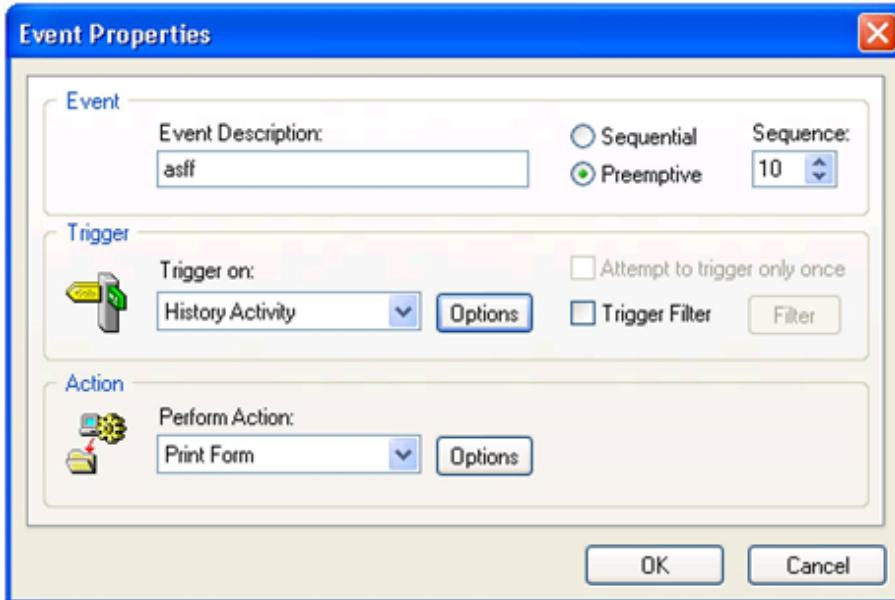 Event Properties
Event
Event Description:
asff
Sequential
Preemptive
Sequence:
10
Trigger
Trigger on:
History Activity
Options
Attempt to trigger only once
Trigger Filter
Filter
Action
Perform Action:
Print Form
Options
OK
Cancel